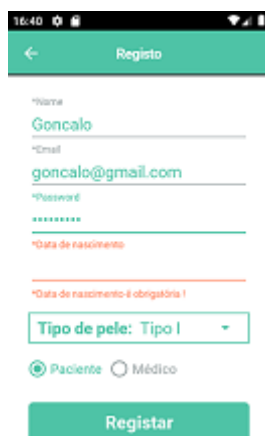 16:40
Registo
*Name
Goncalo
*Email
goncalo@gmail.com
*Password
*Data de nascimento
*Data de nascimento é obrigatória !
Tipo de pele: Tipo I
Paciente Médico
Registar